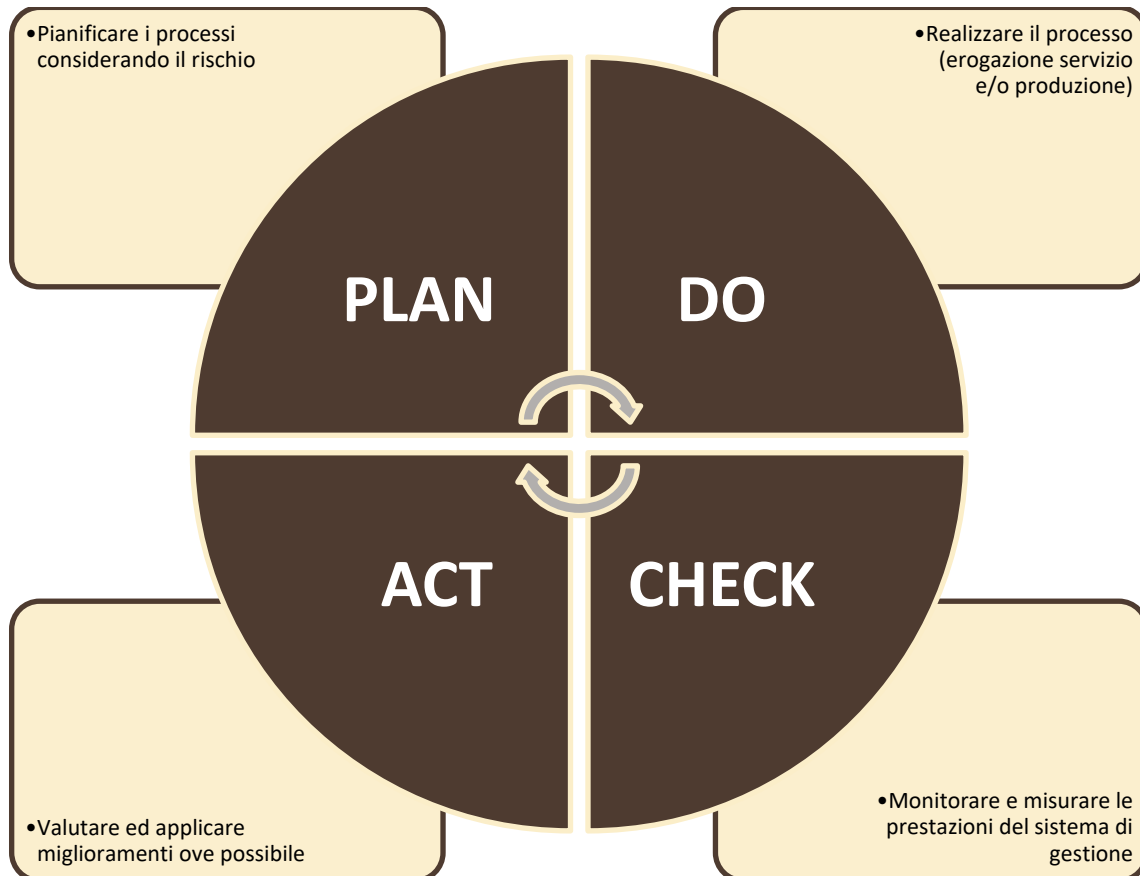 •Pianificare i processi
considerando il rischio
•Realizzare il processo
(erogazione servizio
e/o produzione)
PLAN
DO
ACT
CHECK
•Valutare ed applicare
miglioramenti ove possibile
•Monitorare e misurare le
prestazioni del sistema di
gestione